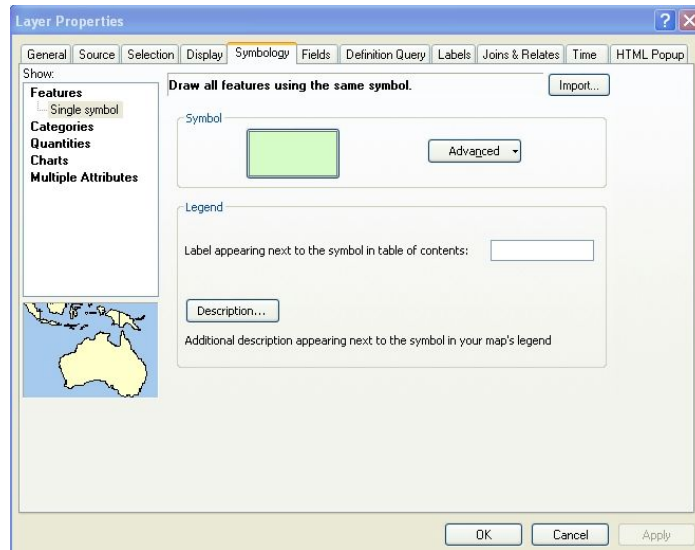 Layer Properties
General Source Selection Display Symbology Fields Definition Query Labels Joins & Relates Time HTML Popup
Show:
Features
Single symbol
Categories
Quantities
Charts
Multiple Attributes
Draw all features using the same symbol.
Import...
Symbol
Advanced
Legend
Label appearing next to the symbol in table of contents:
Description...
Additional description appearing next to the symbol in your map's legend
OK Cancel Apply